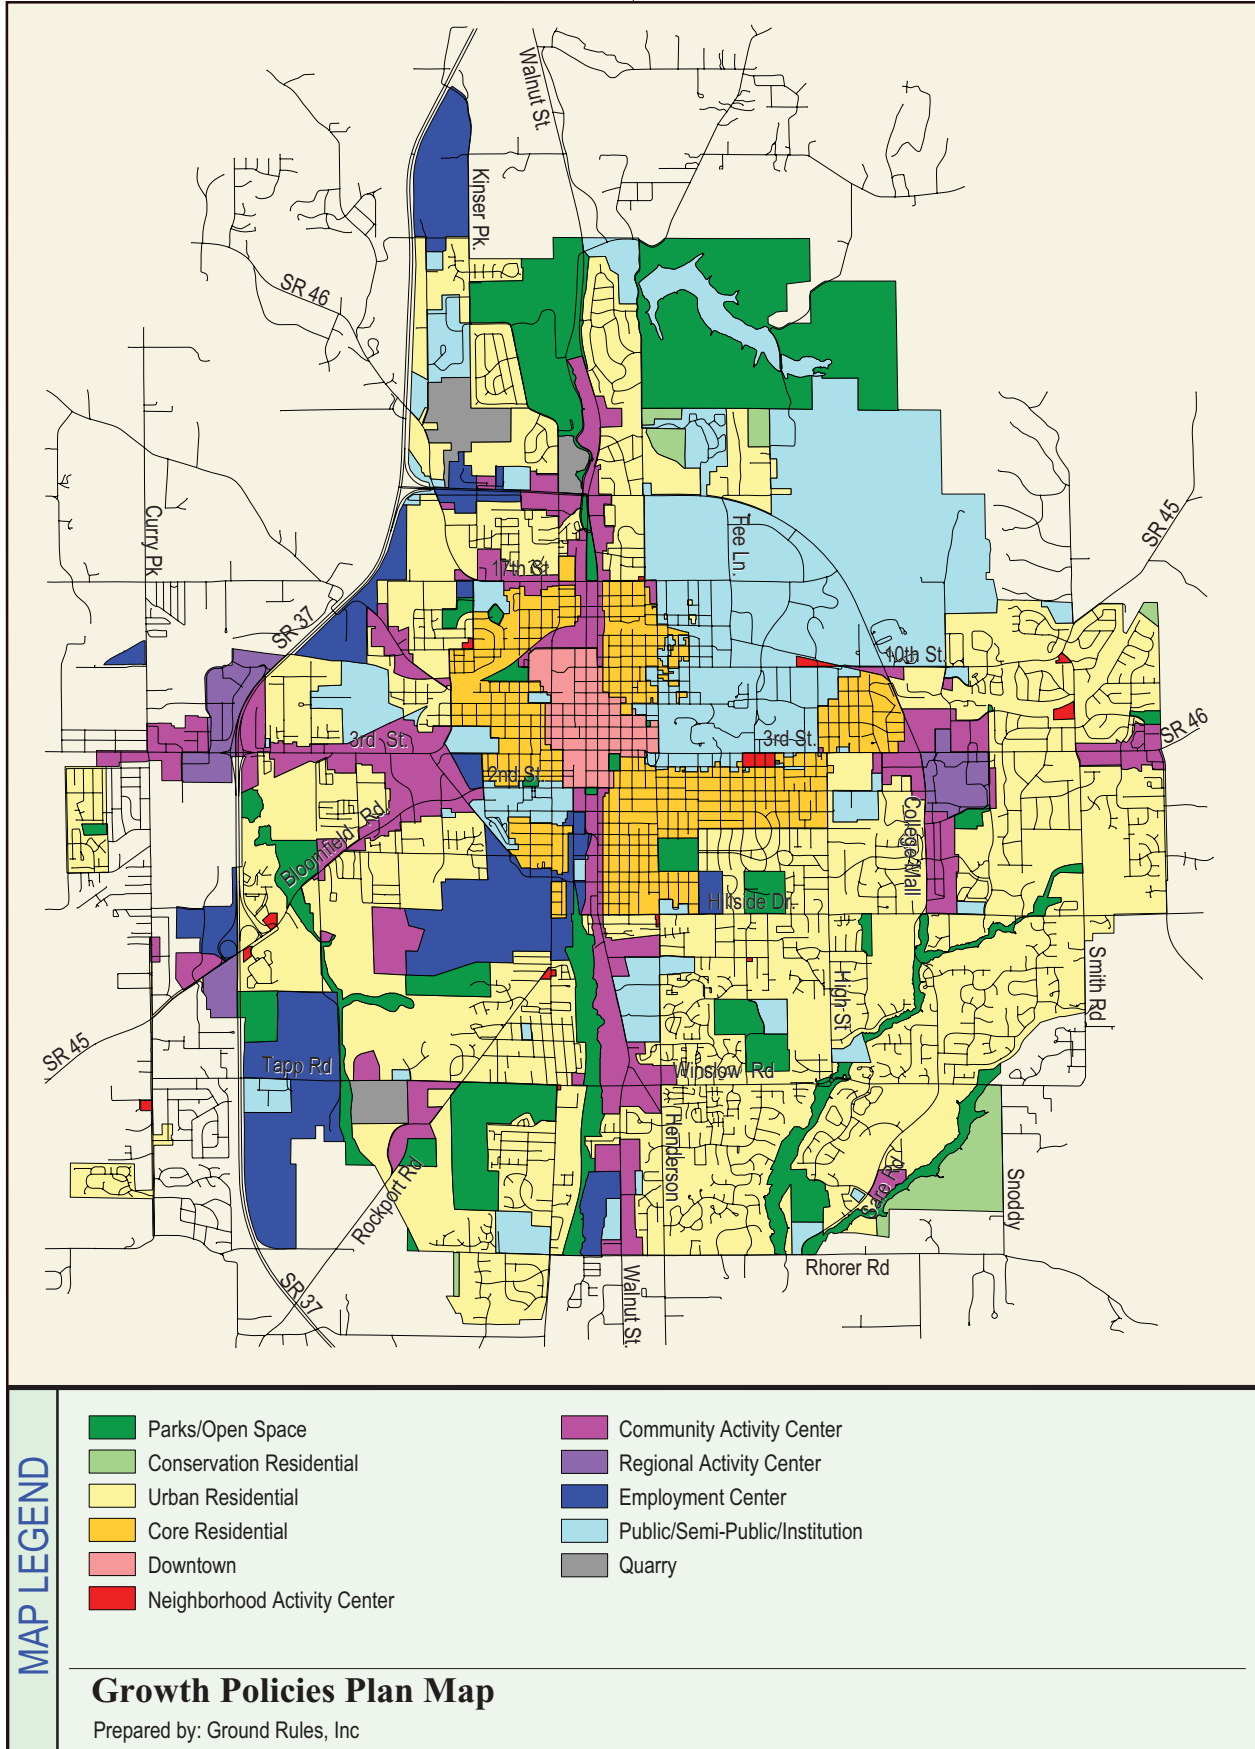 Walnut St.
Kinser Pk.
SR 46
Curry Pk
Fee Ln.
SR 45
17th St.
SR 37
10th St.
3rd St.
3rd St.
SR 46
2nd St.
Bloomfield Rd.
College Mall
Hillside Dr.
High St
Smith Rd
SR 45
Tapp Rd
Winslow Rd
Henderson
Rockport Rd
Sare Rd
Snoddy
Rhorer Rd
SR 37
Walnut St.
MAP LEGEND
Parks/Open Space
Conservation Residential
Urban Residential
Core Residential
Downtown
Neighborhood Activity Center
Community Activity Center
Regional Activity Center
Employment Center
Public/Semi-Public/Institution
Quarry
Growth Policies Plan Map
Prepared by: Ground Rules, Inc